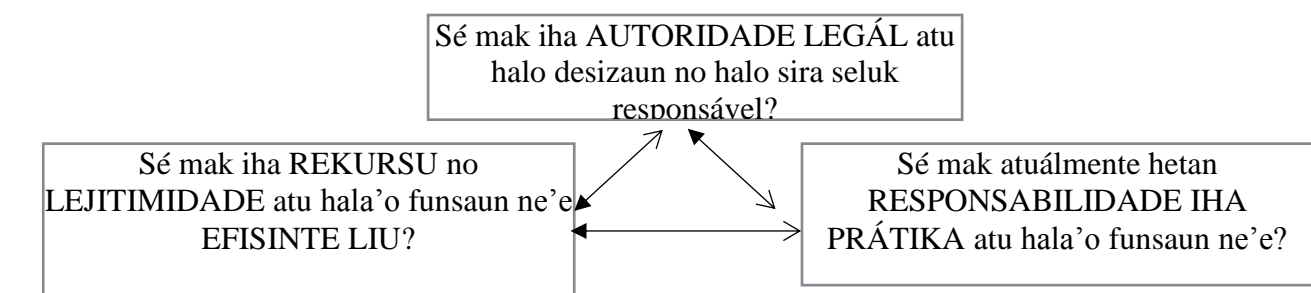 Sé mak iha AUTORIDADE LEGÁL atu
halo desizaun no halo sira seluk
responsável?
Sé mak iha REKURSU no
LEJITIMIDADE atu hala’o funsaun ne’e
EFISINTE LIU?
Sé mak atuálmente hetan
RESPONSABILIDADE IHA
PRÁTIKA atu hala’o funsaun ne’e?